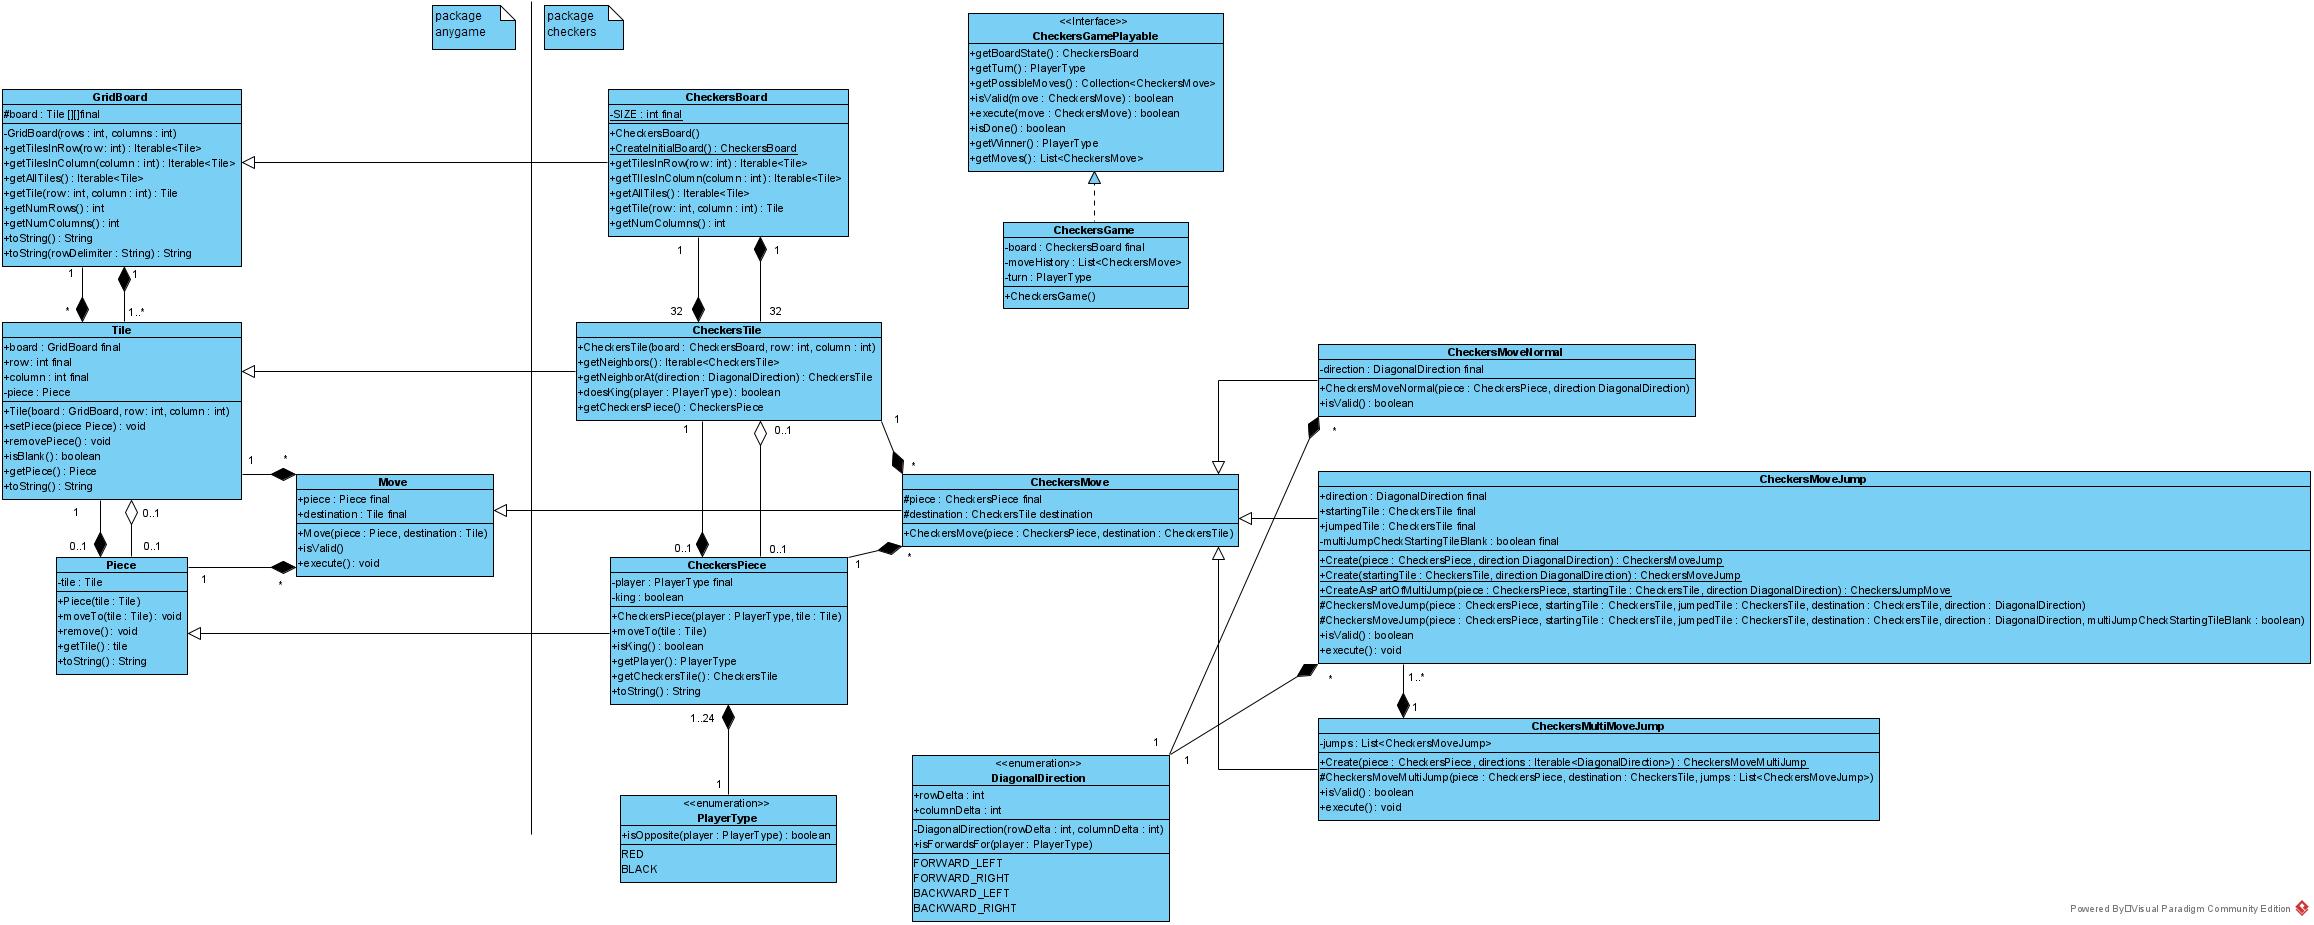 package
anygame
package
checkers
<<Interface>>
CheckersGamePlayable
+getBoardState() : CheckersBoard
+getTurn() : PlayerType
+getPossibleMoves() : Collection<CheckersMove>
+isValid(move : CheckersMove) : boolean
+execute(move : CheckersMove) : boolean
+isDone() : boolean
+getWinner() : PlayerType
+getMoves() : List<CheckersMove>
GridBoard
#board : Tile [][]final
-GridBoard(rows : int, columns : int)
+getTilesInRow(row : int) : Iterable<Tile>
+getTilesInColumn(column : int) : Iterable<Tile>
+getAllTiles() : Iterable<Tile>
+getTile(row : int, column : int) : Tile
+getNumRows() : int
+getNumColumns() : int
+toString() : String
+toString(rowDelimiter : String) : String
CheckersBoard
-SIZE : int final
+CheckersBoard()
+CreateInitialBoard() : CheckersBoard
+getTilesInRow(row : int) : Iterable<Tile>
+getTIlesInColumn(column : int) : Iterable<Tile>
+getAllTiles() : Iterable<Tile>
+getTile(row : int, column : int) : Tile
+getNumColumns() : int
CheckersGame
-board : CheckersBoard final
-moveHistory : List<CheckersMove>
-turn : PlayerType
+CheckersGame()
1
1
*
1..*
1
1
32
32
Tile
+board : GridBoard final
+row : int final
+column : int final
-piece : Piece
+Tile(board : GridBoard, row : int, column : int)
+setPiece(piece Piece) : void
+removePiece() : void
+isBlank() : boolean
+getPiece() : Piece
+toString() : String
CheckersTile
+CheckersTile(board : CheckersBoard, row : int, column : int)
+getNeighbors() : Iterable<CheckersTile>
+getNeighborAt(direction : DiagonalDirection) : CheckersTile
+doesKing(player : PlayerType) : boolean
+getCheckersPiece() : CheckersPiece
CheckersMoveNormal
-direction : DiagonalDirection final
+CheckersMoveNormal(piece : CheckersPiece, direction DiagonalDirection)
+isValid() : boolean
1
*
1
0..1
1
*
*
Move
+piece : Piece final
+destination : Tile final
+Move(piece : Piece, destination : Tile)
+isValid()
+execute() : void
CheckersMove
#piece : CheckersPiece final
#destination : CheckersTile destination
+CheckersMove(piece : CheckersPiece, destination : CheckersTile)
CheckersMoveJump
+direction : DiagonalDirection final
+startingTile : CheckersTile final
+jumpedTile : CheckersTile final
-multiJumpCheckStartingTileBlank : boolean final
+Create(piece : CheckersPiece, direction DiagonalDirection) : CheckersMoveJump
+Create(startingTile : CheckersTile, direction DiagonalDirection) : CheckersMoveJump
+CreateAsPartOfMultiJump(piece : CheckersPiece, startingTile : CheckersTile, direction DiagonalDirection) : CheckersJumpMove
#CheckersMoveJump(piece : CheckersPiece, startingTile : CheckersTile, jumpedTile : CheckersTile, destination : CheckersTile, direction : DiagonalDirection)
#CheckersMoveJump(piece : CheckersPiece, startingTile : CheckersTile, jumpedTile : CheckersTile, destination : CheckersTile, direction : DiagonalDirection, multiJumpCheckStartingTileBlank : boolean)
+isValid() : boolean
+execute() : void
1
0..1
0..1
0..1
1
*
0..1
0..1
1
*
Piece
-tile : Tile
+Piece(tile : Tile)
+moveTo(tile : Tile) : void
+remove() : void
+getTile() : tile
+toString() : String
CheckersPiece
-player : PlayerType final
-king : boolean
+CheckersPiece(player : PlayerType, tile : Tile)
+moveTo(tile : Tile)
+isKing() : boolean
+getPlayer() : PlayerType
+getCheckersTile() : CheckersTile
+toString() : String
1..24
1
1
1
*
1..*
1
CheckersMultiMoveJump
-jumps : List<CheckersMoveJump>
+Create(piece : CheckersPiece, directions : Iterable<DiagonalDirection>) : CheckersMoveMultiJump
#CheckersMoveMultiJump(piece : CheckersPiece, destination : CheckersTile, jumps : List<CheckersMoveJump>)
+isValid() : boolean
+execute() : void
<<enumeration>>
PlayerType
+isOpposite(player : PlayerType) : boolean
RED
BLACK
<<enumeration>>
DiagonalDirection
+rowDelta : int
+columnDelta : int
-DiagonalDirection(rowDelta : int, columnDelta : int)
+isForwardsFor(player : PlayerType)
FORWARD_LEFT
FORWARD_RIGHT
BACKWARD_LEFT
BACKWARD_RIGHT
Powered By Visual Paradigm Community Edition